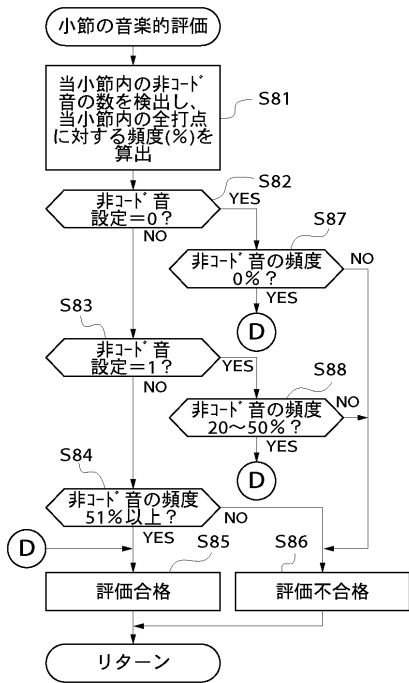 小節の音楽的評価
当小節内の非ｺｰﾄﾞ
音の数を検出し、
当小節内の全打点
に対する頻度(%)を
算出
S81
S82
非ｺｰﾄﾞ音
設定＝0？
YES
NO
S87
非ｺｰﾄﾞ音の頻度
0%？
NO
YES
D
S83
非ｺｰﾄﾞ音
設定＝1？
YES
NO
S88
非ｺｰﾄﾞ音の頻度
20～50%？
NO
YES
D
S84
非ｺｰﾄﾞ音の頻度
51%以上？
NO
YES
D
S85
S86
評価合格
評価不合格
リターン